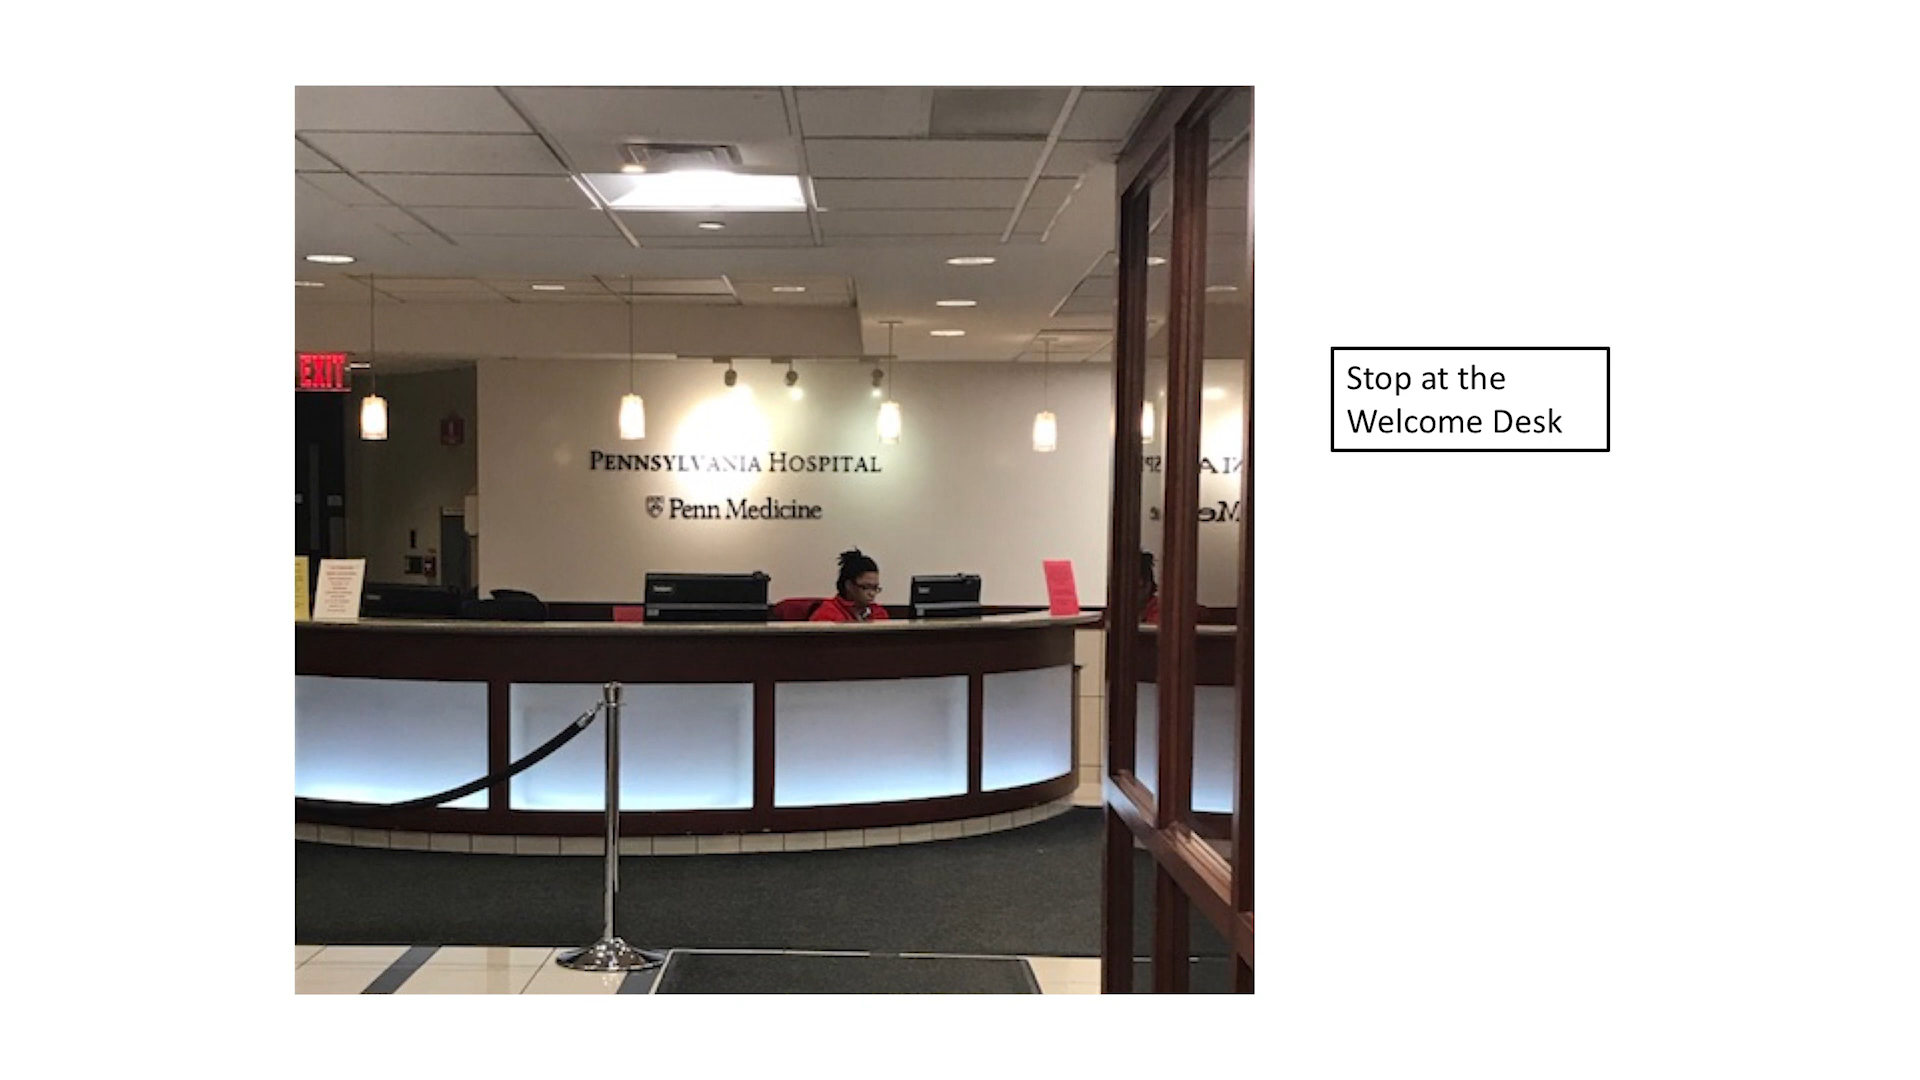 EXIT
PENNSYLVANIA HOSPITAL
Penn Medicine
Stop at the
Welcome Desk